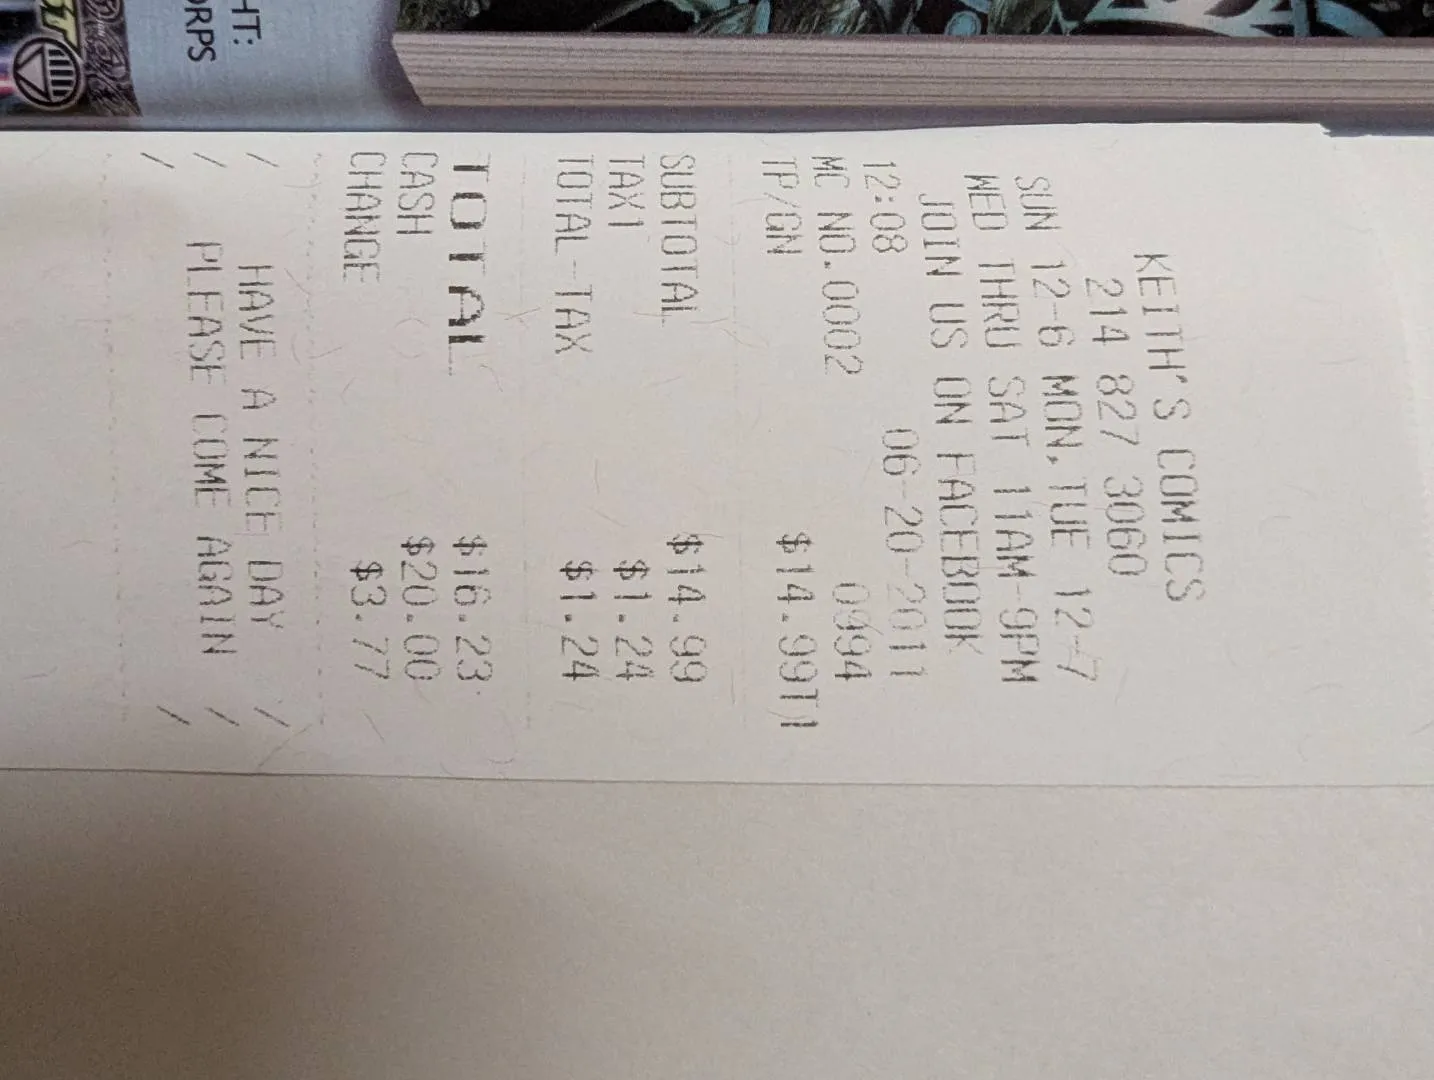 HT:
ORPS
KEITH'S COMICS
214 827 3060
SUN 12-6 MON.TUE 12-7
WED THRU SAT 11AM-9PM
JOIN US ON FACEBOOK
12:08 06-20-2011
MC NO.0002 0994
TP/GN $14.99T1
SUBTOTAL $14.99
TAX1 $1.24
TOTAL-TAX $1.24
TOTAL $16.23
CASH $20.00
CHANGE $3.77
/ HAVE A NICE DAY /
/ PLEASE COME AGAIN /
/ /